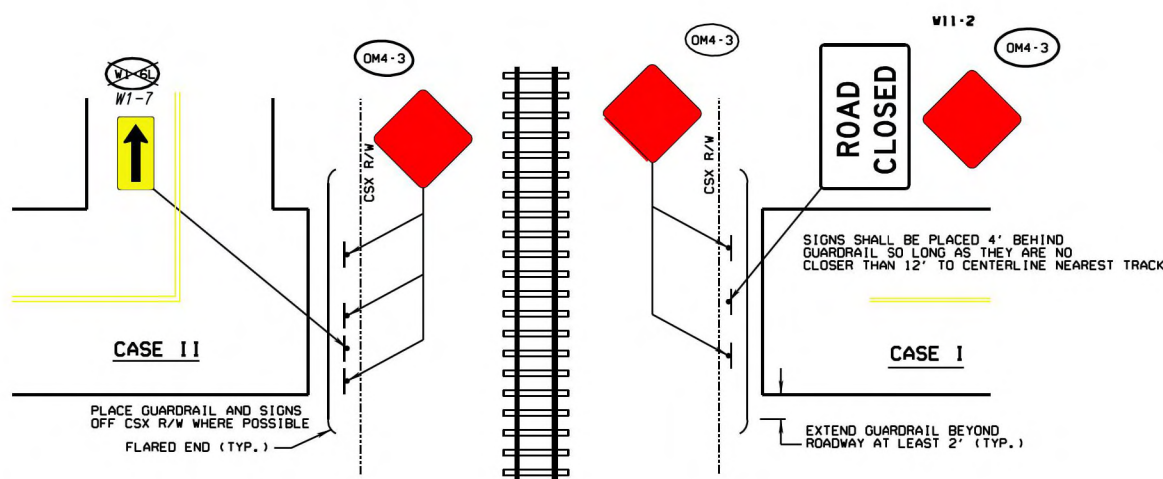 W1-6L
W1-7
OM4-3
CSX R/W
OM4-3
CSX R/W
W11-2
OM4-3
ROAD
CLOSED
SIGNS SHALL BE PLACED 4' BEHIND
GUARDRAIL SO LONG AS THEY ARE NO
CLOSER THAN 12' TO CENTERLINE NEAREST TRACK
CASE II
CASE I
PLACE GUARDRAIL AND SIGNS
OFF CSX R/W WHERE POSSIBLE
FLARED END (TYP.)
EXTEND GUARDRAIL BEYOND
ROADWAY AT LEAST 2' (TYP.)